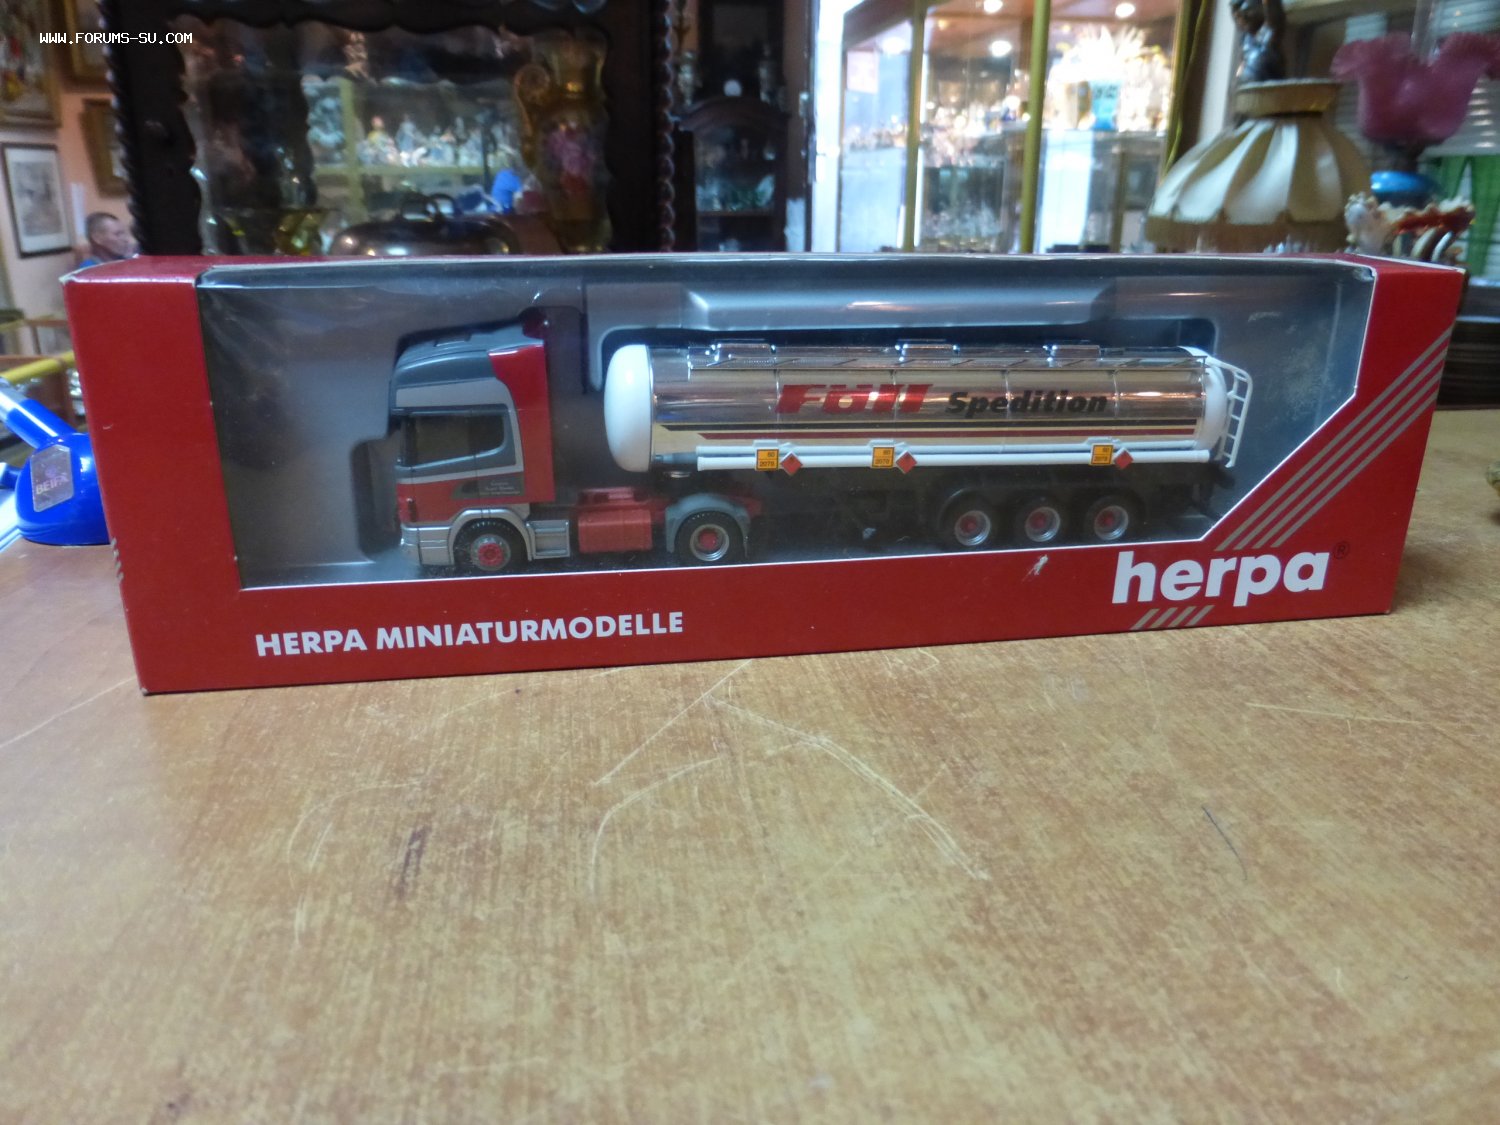 WWW.FORUMS-SU.COM
Füll Spedition
herpa®
HERPA MINIATURMODELLE